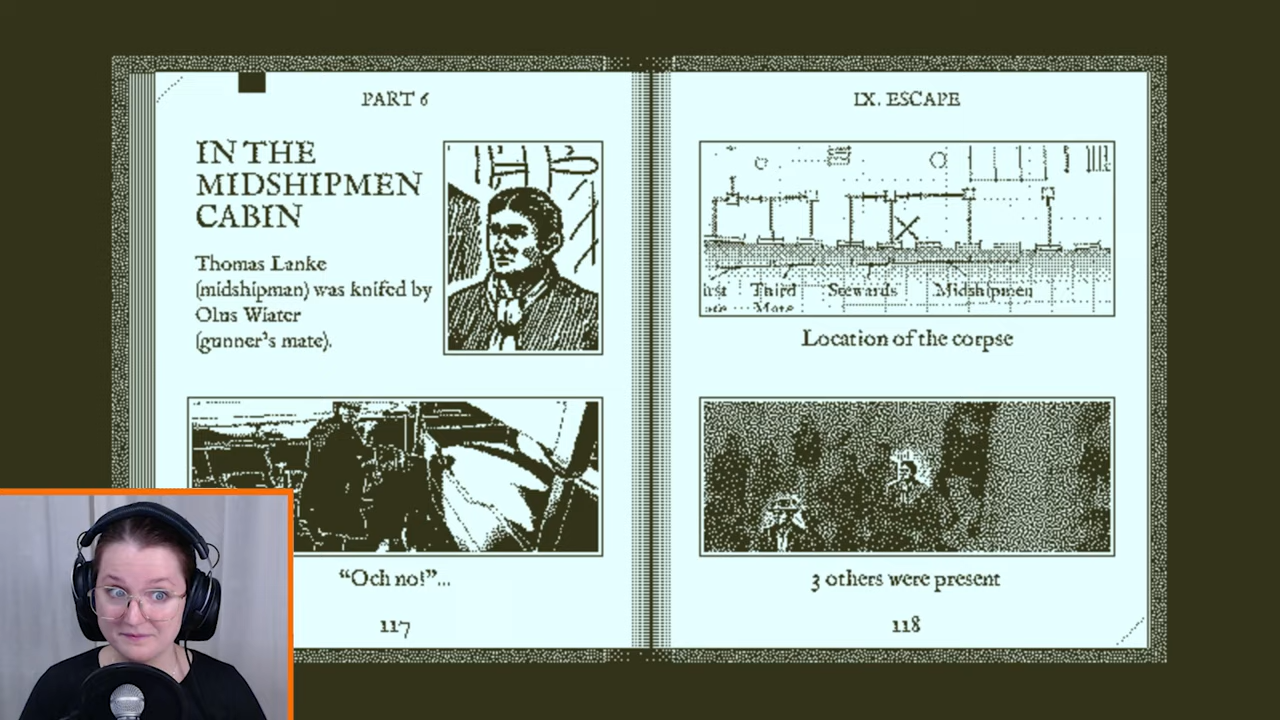 PART 6
IN THE
MIDSHIPMEN
CABIN
Thomas Lanke
(midshipman) was knifed by
Olus Wiater
(gunner's mate).
"Och no!"...
117
IX. ESCAPE
Third Stewards Midshipmen
Mate
Location of the corpse
3 others were present
118